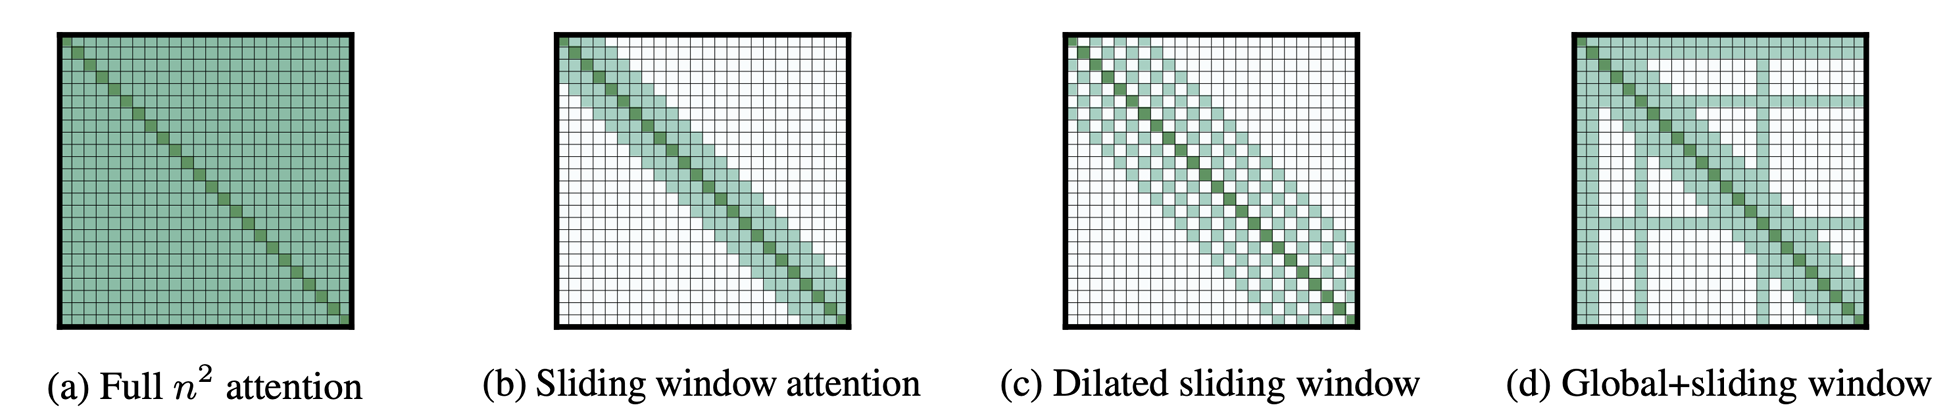 (a) Full n² attention
(b) Sliding window attention
(c) Dilated sliding window
(d) Global+sliding window